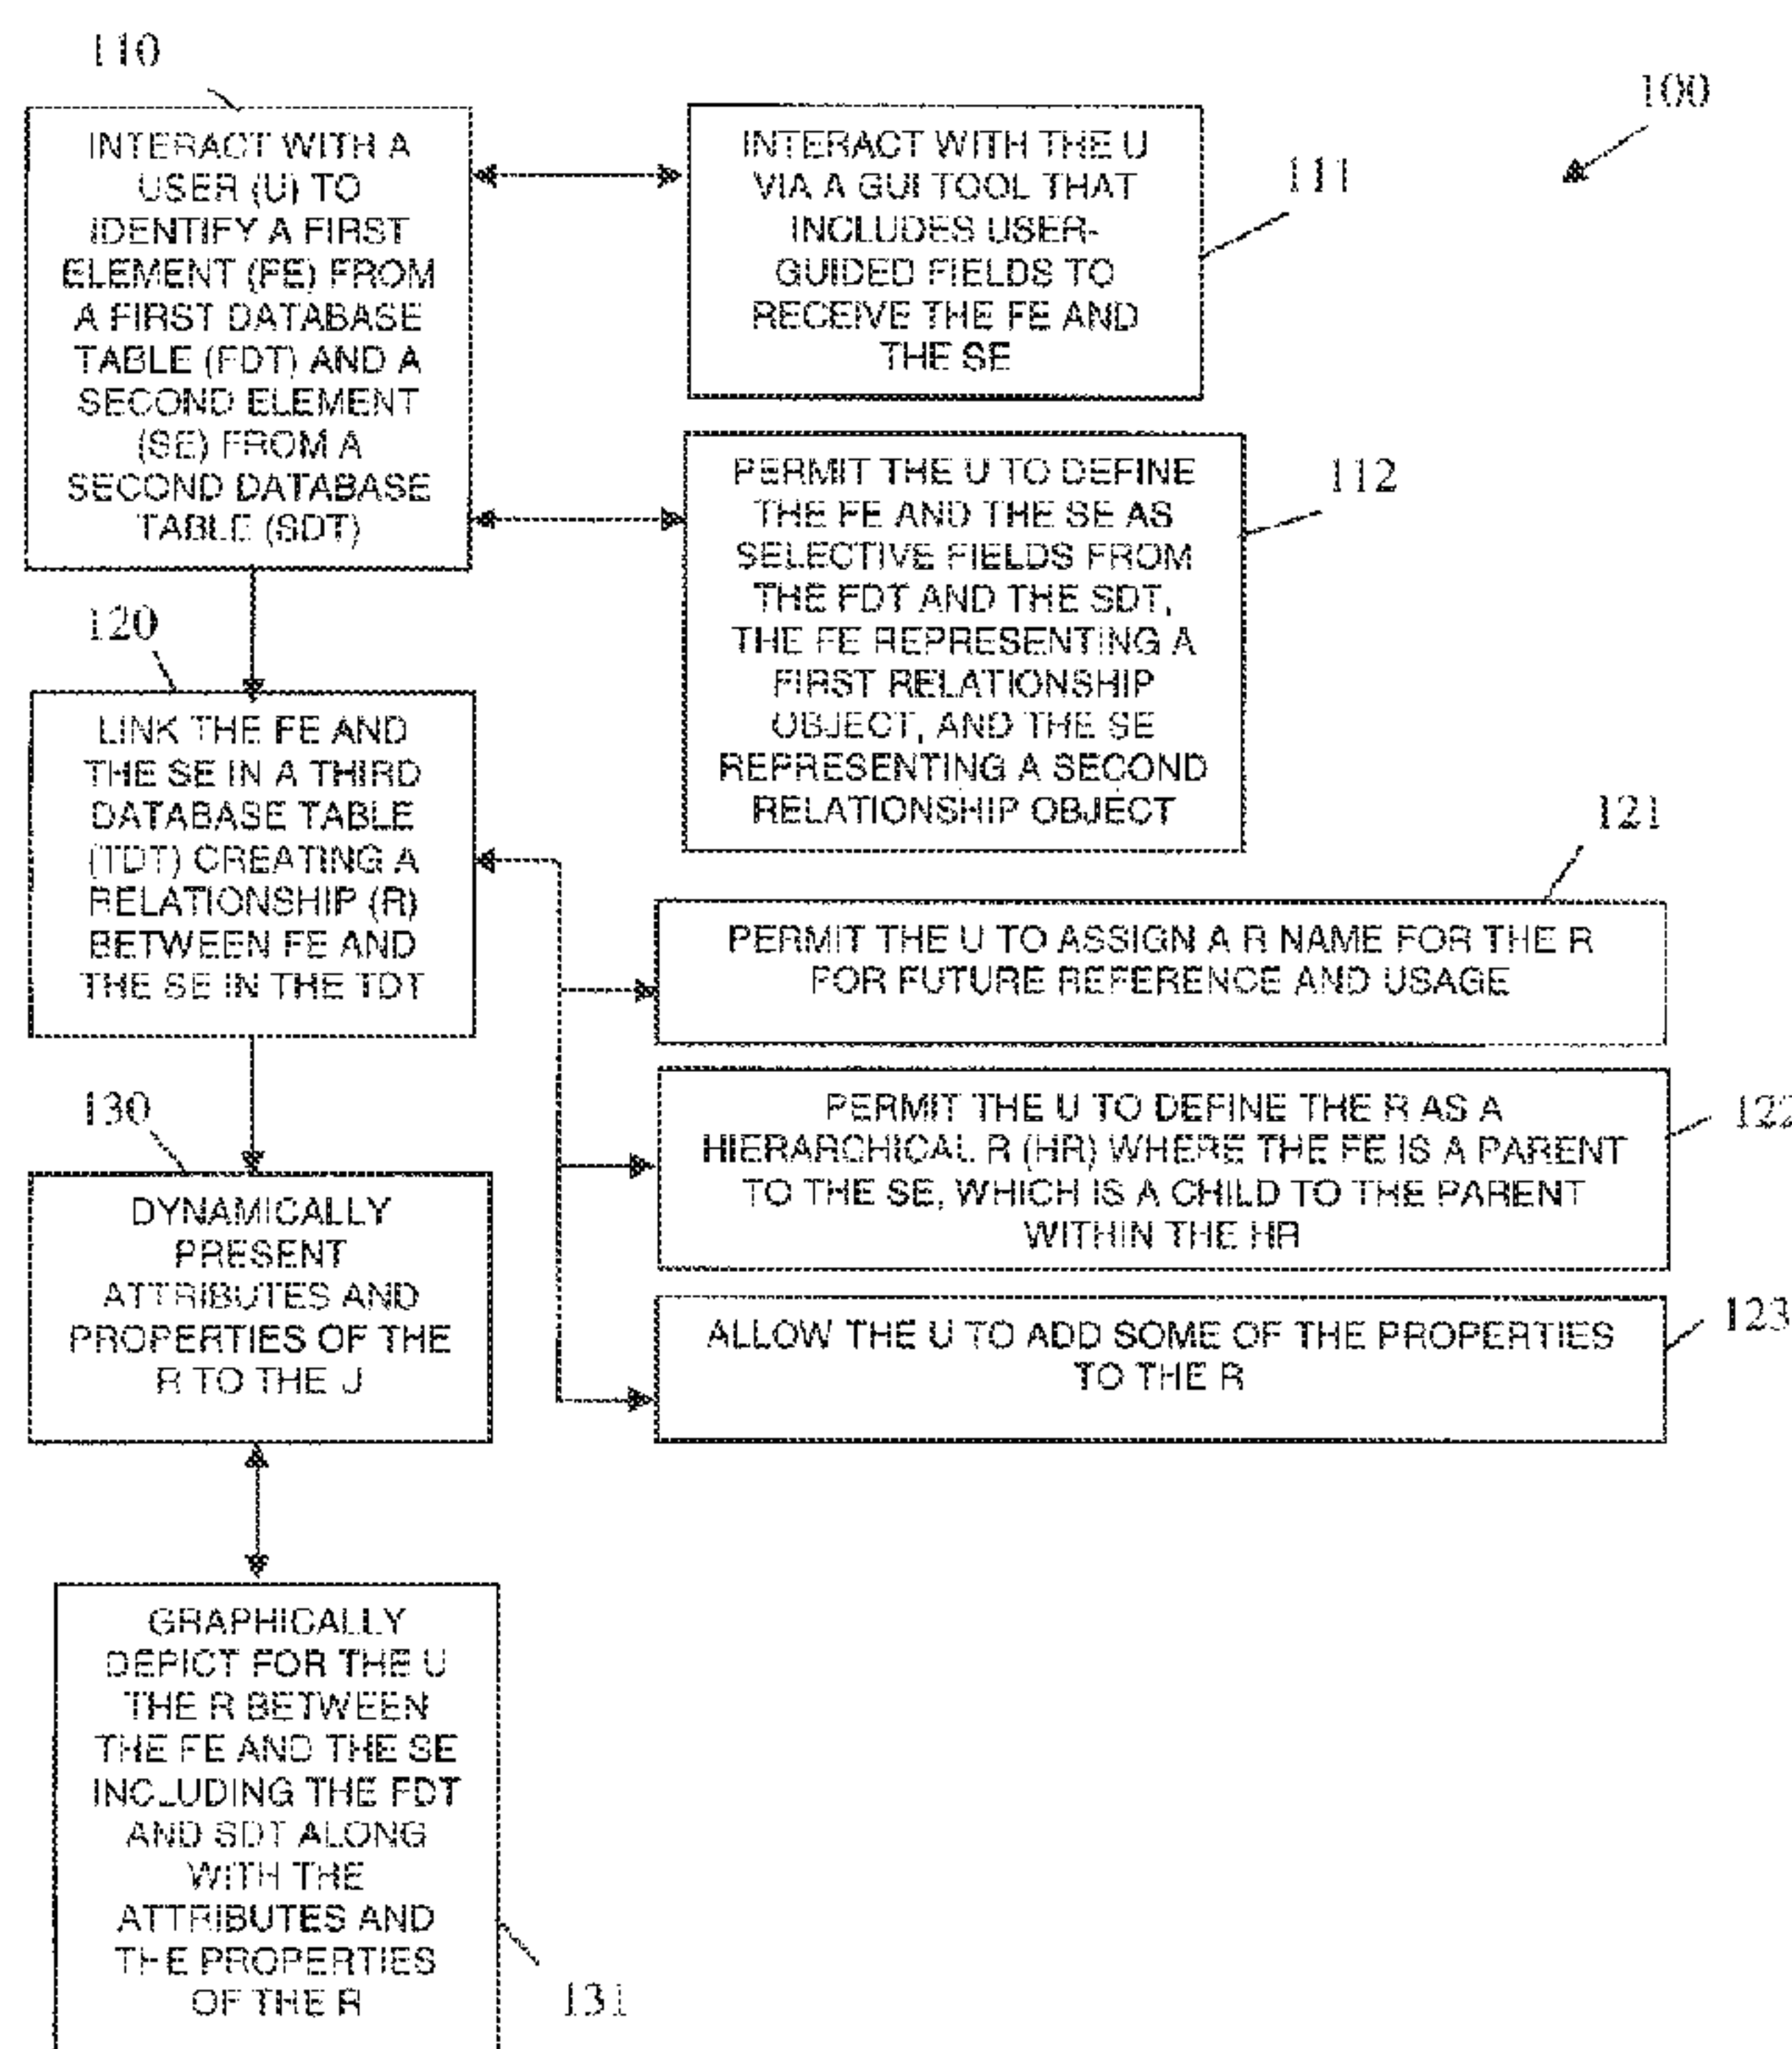 110
INTERACT WITH A
USER (U) TO
IDENTIFY A FIRST
ELEMENT (FE) FROM
A FIRST DATABASE
TABLE (FDT) AND A
SECOND ELEMENT
(SE) FROM A
SECOND DATABASE
TABLE (SDT)
100
INTERACT WITH THE U
VIA A GUI TOOL THAT
INCLUDES USER-
GUIDED FIELDS TO
RECEIVE THE FE AND
THE SE
111
PERMIT THE U TO DEFINE
THE FE AND THE SE AS
SELECTIVE FIELDS FROM
THE FDT AND THE SDT,
THE FE REPRESENTING A
FIRST RELATIONSHIP
OBJECT, AND THE SE
REPRESENTING A SECOND
RELATIONSHIP OBJECT
112
120
LINK THE FE AND
THE SE IN A THIRD
DATABASE TABLE
(TDT) CREATING A
RELATIONSHIP (R)
BETWEEN FE AND
THE SE IN THE TDT
121
PERMIT THE U TO ASSIGN A R NAME FOR THE R
FOR FUTURE REFERENCE AND USAGE
PERMIT THE U TO DEFINE THE R AS A
HIERARCHICAL R (HR) WHERE THE FE IS A PARENT
TO THE SE, WHICH IS A CHILD TO THE PARENT
WITHIN THE HR
122
ALLOW THE U TO ADD SOME OF THE PROPERTIES
TO THE R
123
130
DYNAMICALLY
PRESENT
ATTRIBUTES AND
PROPERTIES OF THE
R TO THE U
GRAPHICALLY
DEPICT FOR THE U
THE R BETWEEN
THE FE AND THE SE
INCLUDING THE FDT
AND SDT ALONG
WITH THE
ATTRIBUTES AND
THE PROPERTIES
OF THE R
131